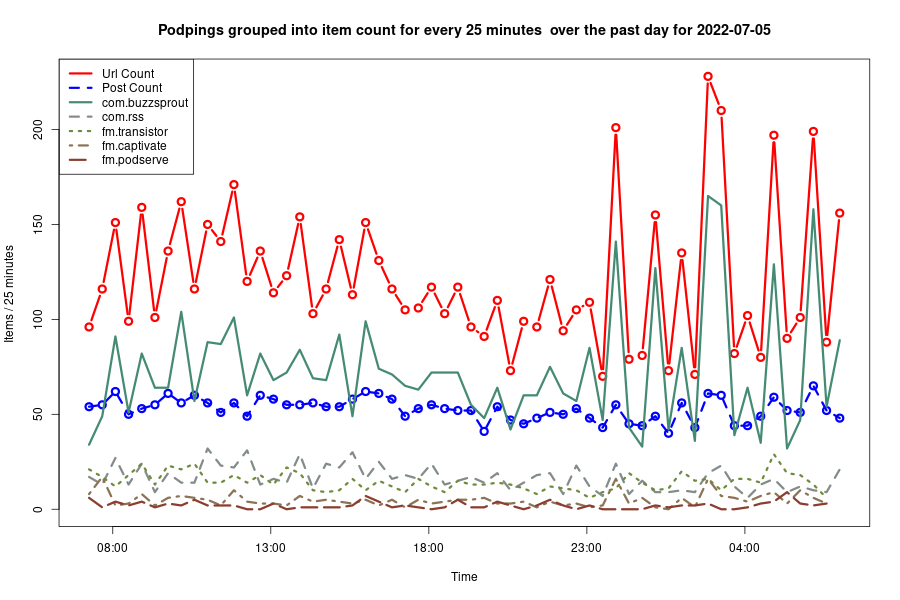 Podpings grouped into item count for every 25 minutes  over the past day for 2022-07-05
Url Count
Post Count
com.buzzsprout
com.rss
fm.transistor
fm.captivate
fm.podserve
Items / 25 minutes
200
150
100
50
0
08:00 13:00 18:00 23:00 04:00
Time